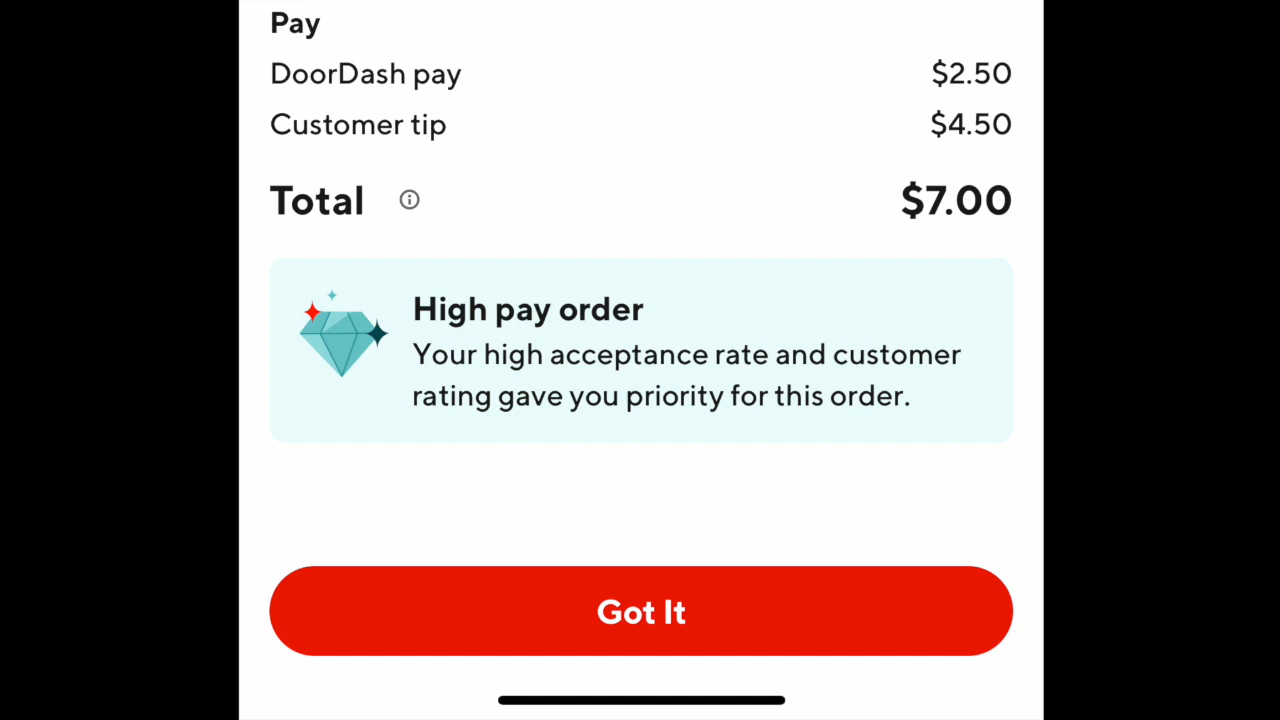 Pay
DoorDash pay $2.50
Customer tip $4.50
Total $7.00
High pay order
Your high acceptance rate and customer
rating gave you priority for this order.
Got It